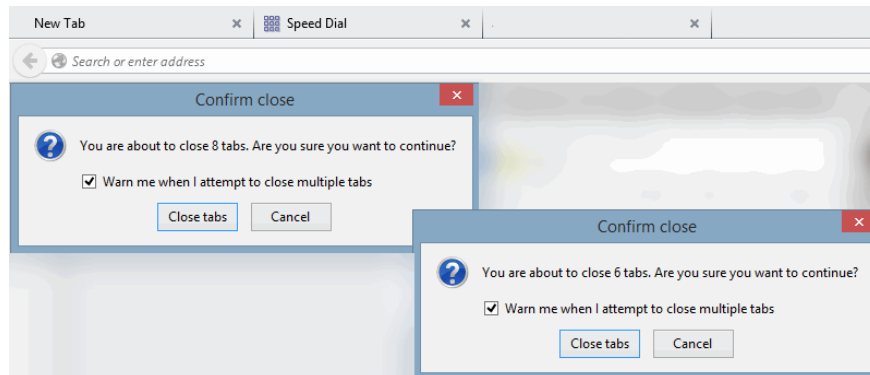 New Tab
Speed Dial
Search or enter address
Confirm close
You are about to close 8 tabs. Are you sure you want to continue?
Warn me when I attempt to close multiple tabs
Close tabs Cancel
Confirm close
You are about to close 6 tabs. Are you sure you want to continue?
Warn me when I attempt to close multiple tabs
Close tabs Cancel